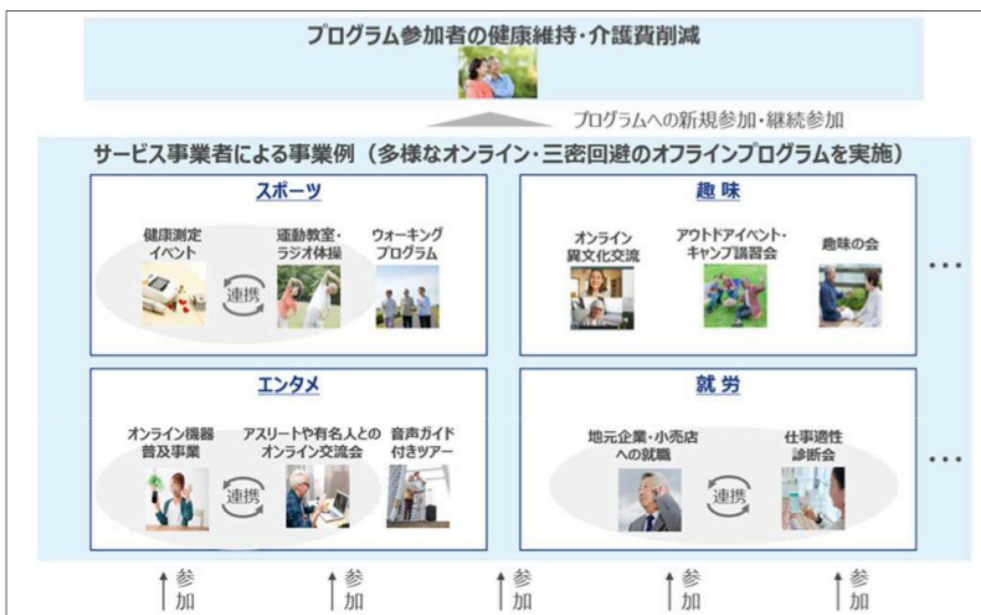 プログラム参加者の健康維持・介護費削減
プログラムへの新規参加・継続参加
サービス事業者による事業例（多様なオンライン・三密回避のオフラインプログラムを実施）
スポーツ
健康測定
イベント
運動教室・
ラジオ体操
ウォーキング
プログラム
連携
趣味
オンライン
異文化交流
アウトドアイベント・
キャンプ講習会
趣味の会
・・・
エンタメ
オンライン機器
普及事業
アスリートや有名人との
オンライン交流会
音声ガイド
付きツアー
連携
就労
地元企業・小売店
への就職
仕事適性
診断会
連携
・・・
参加
参加
参加
参加
参加